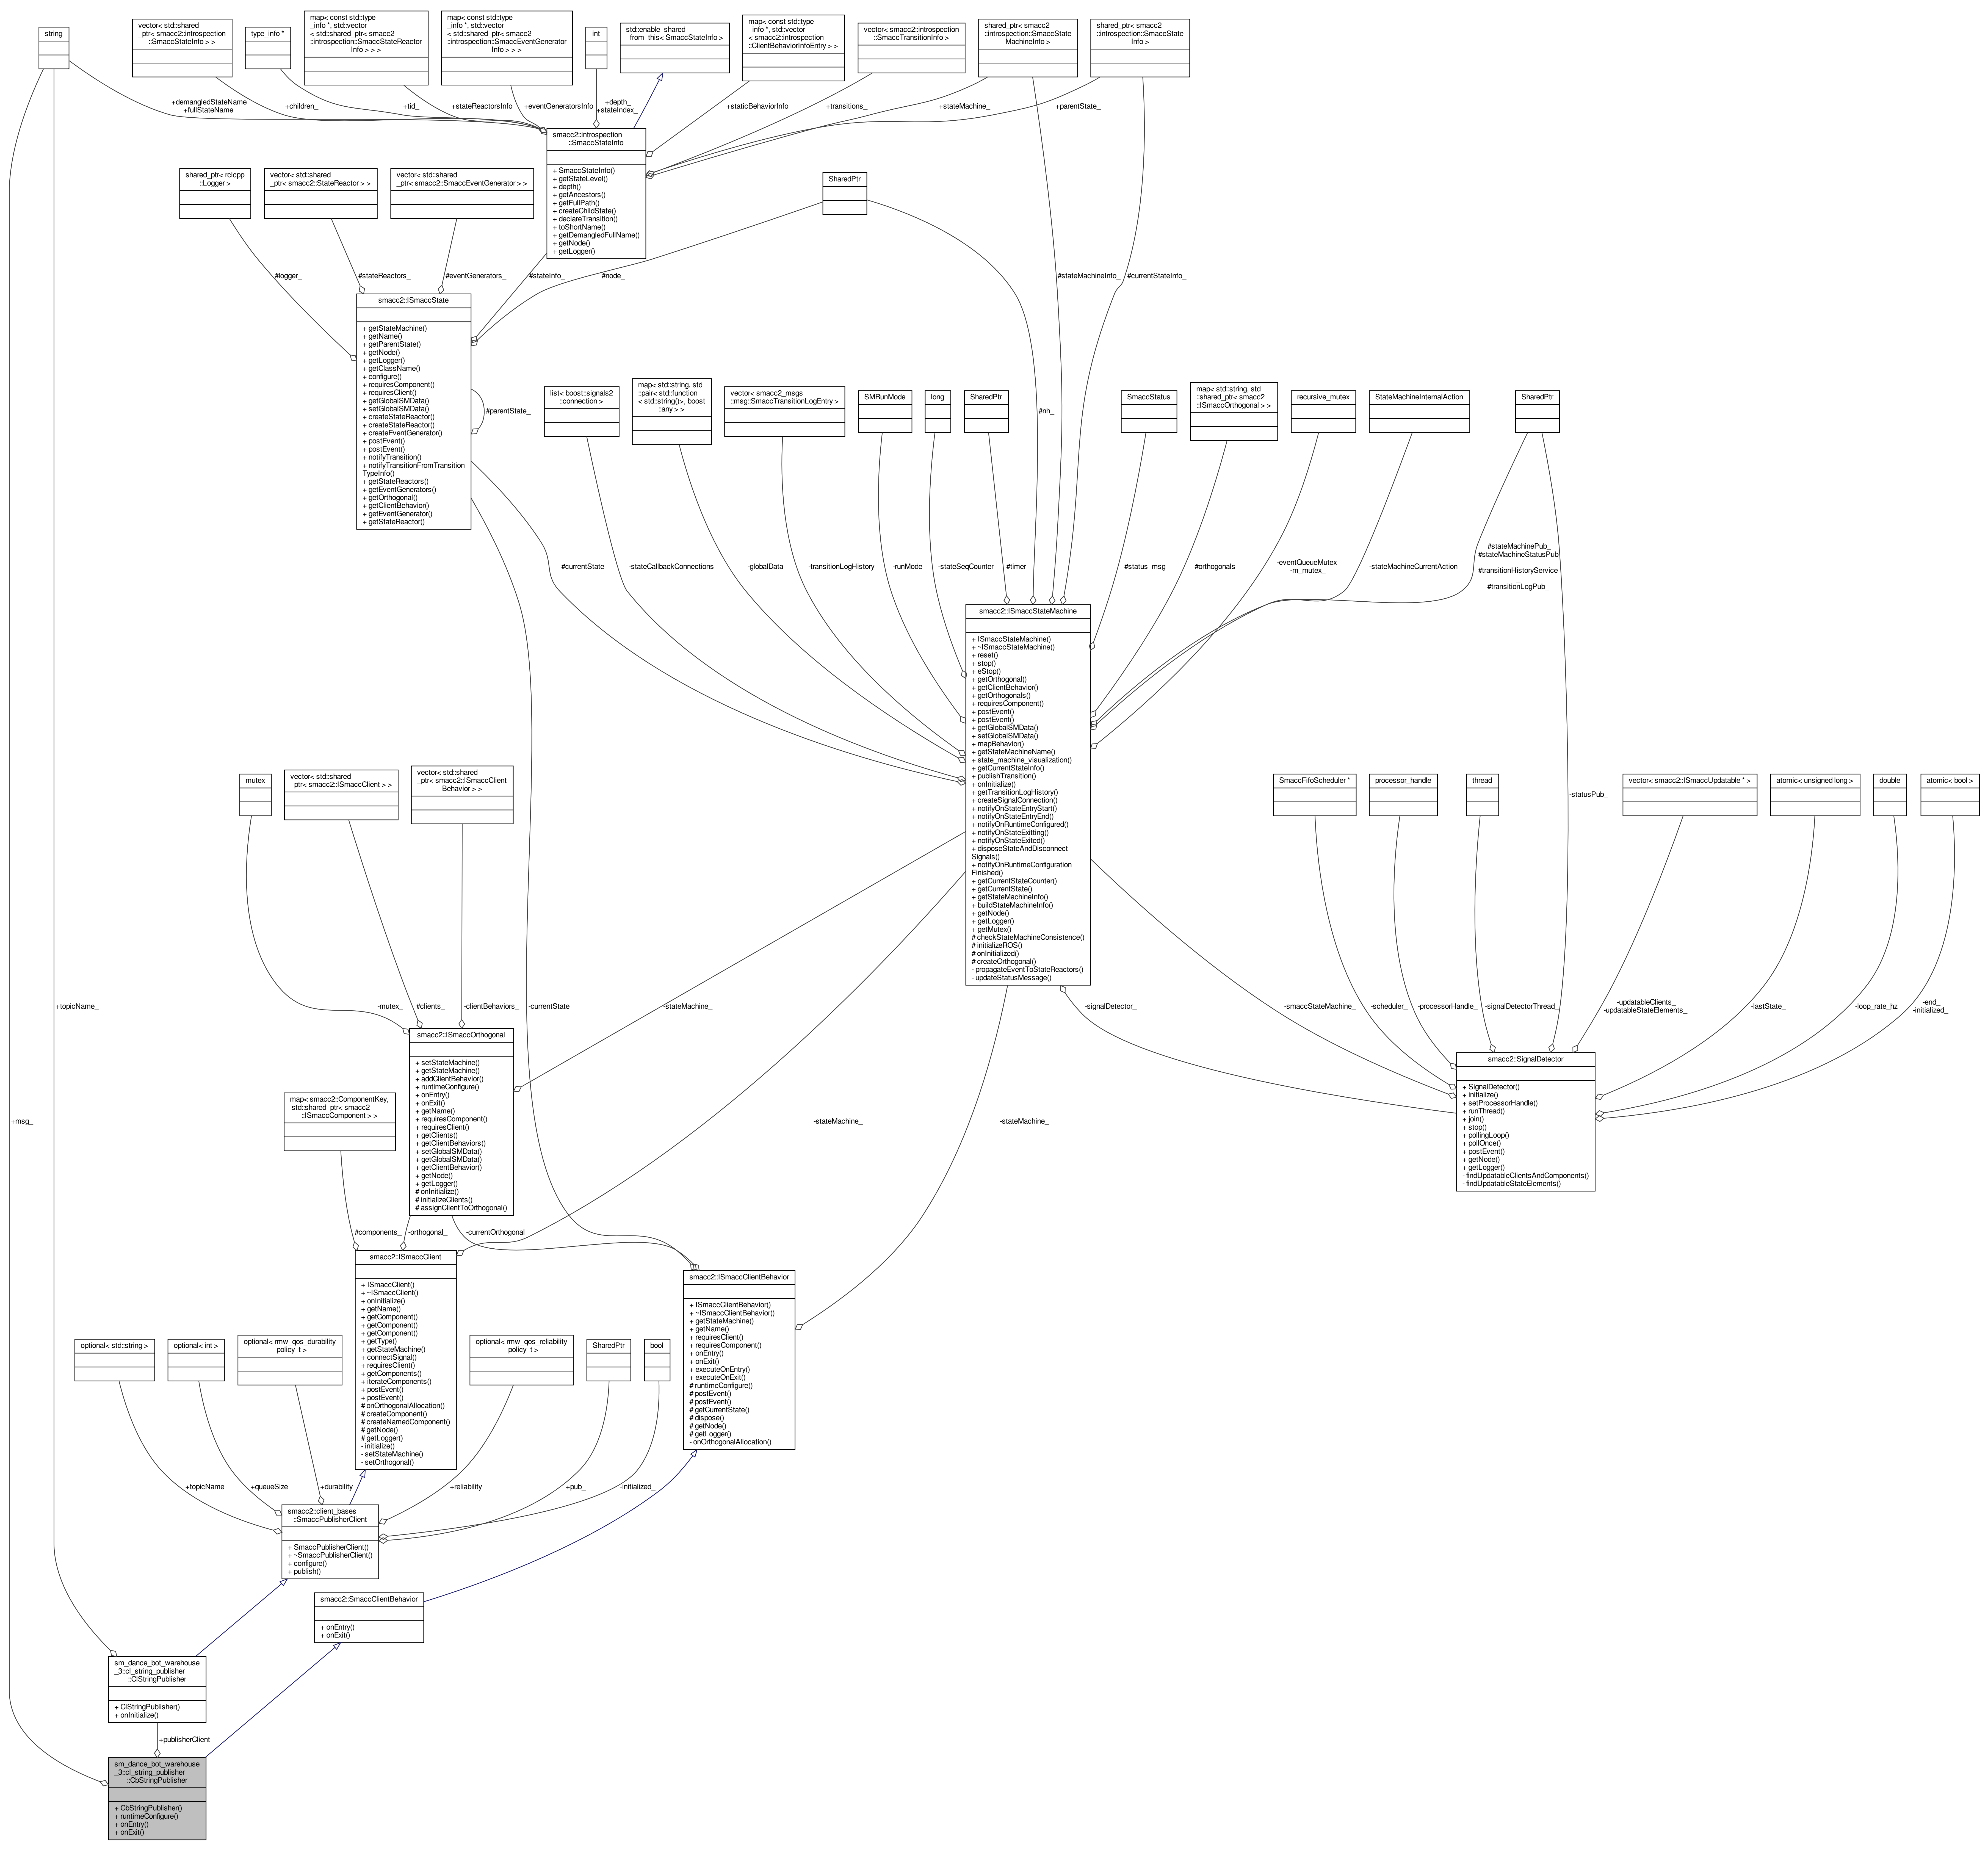 string
vector< std::shared
_ptr< smacc2::introspection
::SmaccStateInfo > >
type_info *
map< const std::type
_info *, std::vector
< std::shared_ptr< smacc2
::introspection::SmaccStateReactor
Info > > >
map< const std::type
_info *, std::vector
< std::shared_ptr< smacc2
::introspection::SmaccEventGenerator
Info > > >
int
std::enable_shared
_from_this< SmaccStateInfo >
map< const std::type
_info *, std::vector
< smacc2::introspection
::ClientBehaviorInfoEntry > >
vector< smacc2::introspection
::SmaccTransitionInfo >
shared_ptr< smacc2
::introspection::SmaccState
MachineInfo >
shared_ptr< smacc2
::introspection::SmaccState
Info >
+demangledStateName
+fullStateName
+children_
+tid_
+stateReactorsInfo
+eventGeneratorsInfo
+depth_
+stateIndex_
+staticBehaviorInfo
+transitions_
+stateMachine_
+parentState_
smacc2::introspection
::SmaccStateInfo
+ SmaccStateInfo()
+ getStateLevel()
+ depth()
+ getAncestors()
+ getFullPath()
+ createChildState()
+ declareTransition()
+ toShortName()
+ getDemangledFullName()
+ getNode()
+ getLogger()
shared_ptr< rclcpp
::Logger >
vector< std::shared
_ptr< smacc2::StateReactor > >
vector< std::shared
_ptr< smacc2::SmaccEventGenerator > >
SharedPtr
#logger_
#stateReactors_
#eventGenerators_
#stateInfo_
#node_
#stateMachineInfo_
#currentStateInfo_
smacc2::ISmaccState
+ getStateMachine()
+ getName()
+ getParentState()
+ getNode()
+ getLogger()
+ getClassName()
+ configure()
+ requiresComponent()
+ requiresClient()
+ getGlobalSMData()
+ setGlobalSMData()
+ createStateReactor()
+ createStateReactor()
+ createEventGenerator()
+ postEvent()
+ postEvent()
+ notifyTransition()
+ notifyTransitionFromTransition
TypeInfo()
+ getStateReactors()
+ getEventGenerators()
+ getOrthogonal()
+ getClientBehavior()
+ getEventGenerator()
+ getStateReactor()
#parentState_
list< boost::signals2
::connection >
map< std::string, std
::pair< std::function
< std::string()>, boost
::any > >
vector< smacc2_msgs
::msg::SmaccTransitionLogEntry >
SMRunMode
long
SharedPtr
#nh_
SmaccStatus
map< std::string, std
::shared_ptr< smacc2
::ISmaccOrthogonal > >
recursive_mutex
StateMachineInternalAction
SharedPtr
#currentState_
-stateCallbackConnections
-globalData_
-transitionLogHistory_
-runMode_
-stateSeqCounter_
#timer_
#status_msg_
#orthogonals_
-eventQueueMutex_
-m_mutex_
-stateMachineCurrentAction
#stateMachinePub_
#stateMachineStatusPub
_
#transitionHistoryService
_
#transitionLogPub_
smacc2::ISmaccStateMachine
+ ISmaccStateMachine()
+ ~ISmaccStateMachine()
+ reset()
+ stop()
+ eStop()
+ getOrthogonal()
+ getClientBehavior()
+ getOrthogonals()
+ requiresComponent()
+ postEvent()
+ postEvent()
+ getGlobalSMData()
+ setGlobalSMData()
+ mapBehavior()
+ getStateMachineName()
+ state_machine_visualization()
+ getCurrentStateInfo()
+ publishTransition()
+ onInitialize()
+ getTransitionLogHistory()
+ createSignalConnection()
+ notifyOnStateEntryStart()
+ notifyOnStateEntryEnd()
+ notifyOnRuntimeConfigured()
+ notifyOnStateExitting()
+ notifyOnStateExited()
+ disposeStateAndDisconnect
Signals()
+ notifyOnRuntimeConfiguration
Finished()
+ getCurrentStateCounter()
+ getCurrentState()
+ getStateMachineInfo()
+ buildStateMachineInfo()
+ getNode()
+ getLogger()
+ getMutex()
# checkStateMachineConsistence()
# initializeROS()
# onInitialized()
# createOrthogonal()
- propagateEventToStateReactors()
- updateStatusMessage()
mutex
vector< std::shared
_ptr< smacc2::ISmaccClient > >
vector< std::shared
_ptr< smacc2::ISmaccClient
Behavior > >
SmaccFifoScheduler *
processor_handle
thread
-statusPub_
vector< smacc2::ISmaccUpdatable * >
atomic< unsigned long >
double
atomic< bool >
+topicName_
-mutex_
#clients_
-clientBehaviors_
-currentState
-stateMachine_
-signalDetector_
-smaccStateMachine_
-scheduler_
-processorHandle_
-signalDetectorThread_
-updatableClients_
-updatableStateElements_
-lastState_
-loop_rate_hz
-end_
-initialized_
smacc2::ISmaccOrthogonal
+ setStateMachine()
+ getStateMachine()
+ addClientBehavior()
+ runtimeConfigure()
+ onEntry()
+ onExit()
+ getName()
+ requiresComponent()
+ requiresClient()
+ getClients()
+ getClientBehaviors()
+ setGlobalSMData()
+ getGlobalSMData()
+ getClientBehavior()
+ getNode()
+ getLogger()
# onInitialize()
# initializeClients()
# assignClientToOrthogonal()
smacc2::SignalDetector
+ SignalDetector()
+ initialize()
+ setProcessorHandle()
+ runThread()
+ join()
+ stop()
+ pollingLoop()
+ pollOnce()
+ postEvent()
+ getNode()
+ getLogger()
- findUpdatableClientsAndComponents()
- findUpdatableStateElements()
map< smacc2::ComponentKey,
std::shared_ptr< smacc2
::ISmaccComponent > >
+msg_
-stateMachine_
-stateMachine_
#components_
-orthogonal_
-currentOrthogonal
smacc2::ISmaccClient
+ ISmaccClient()
+ ~ISmaccClient()
+ onInitialize()
+ getName()
+ getComponent()
+ getComponent()
+ getComponent()
+ getType()
+ getStateMachine()
+ connectSignal()
+ requiresClient()
+ getComponents()
+ iterateComponents()
+ postEvent()
+ postEvent()
# onOrthogonalAllocation()
# createComponent()
# createNamedComponent()
# getNode()
# getLogger()
- initialize()
- setStateMachine()
- setOrthogonal()
smacc2::ISmaccClientBehavior
+ ISmaccClientBehavior()
+ ~ISmaccClientBehavior()
+ getStateMachine()
+ getName()
+ requiresClient()
+ requiresComponent()
+ onEntry()
+ onExit()
+ executeOnEntry()
+ executeOnExit()
# runtimeConfigure()
# postEvent()
# postEvent()
# getCurrentState()
# dispose()
# getNode()
# getLogger()
- onOrthogonalAllocation()
optional< std::string >
optional< int >
optional< rmw_qos_durability
_policy_t >
optional< rmw_qos_reliability
_policy_t >
SharedPtr
bool
+topicName
+queueSize
+durability
+reliability
+pub_
-initialized_
smacc2::client_bases
::SmaccPublisherClient
+ SmaccPublisherClient()
+ ~SmaccPublisherClient()
+ configure()
+ publish()
smacc2::SmaccClientBehavior
+ onEntry()
+ onExit()
sm_dance_bot_warehouse
_3::cl_string_publisher
::ClStringPublisher
+ ClStringPublisher()
+ onInitialize()
+publisherClient_
sm_dance_bot_warehouse
_3::cl_string_publisher
::CbStringPublisher
+ CbStringPublisher()
+ runtimeConfigure()
+ onEntry()
+ onExit()